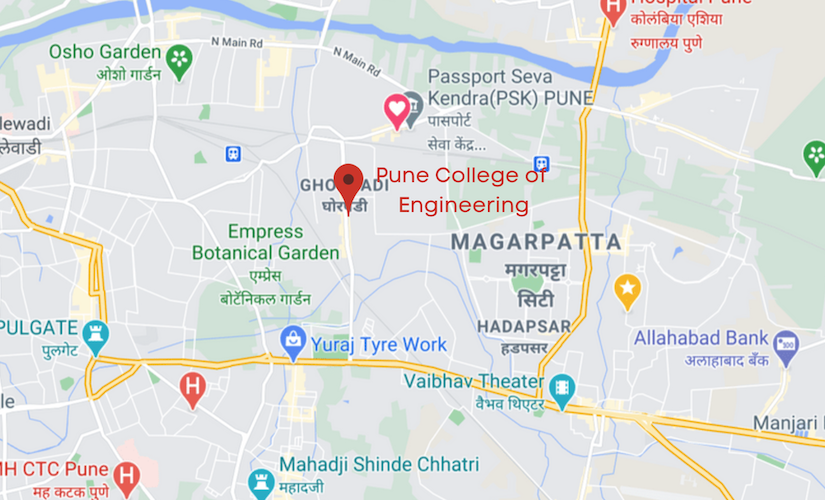 Hospital Pune
कोलंबिया एशिया
रुग्णालय पुणे
Osho Garden
ओशो गार्डन
N Main Rd
N Main Rd
Passport Seva
Kendra(PSK) PUNE
पासपोर्ट
सेवा केंद्र...
lewadi
लेवाडी
Pune College of
Engineering
घोरपडी
Empress
Botanical Garden
एम्प्रेस
बोटॅनिकल गार्डन
MAGARPATTA
मगरपट्टा
सिटी
HADAPSAR
हडपसर
PULGATE
पुलगेट
Yuraj Tyre Work
Allahabad Bank
अलाहाबाद बँक
Vaibhav Theater
वैभव थिएटर
H
H
H
le
Manjari
MH CTC Pune
मह कटक पुणे
Mahadji Shinde Chhatri
महादजी